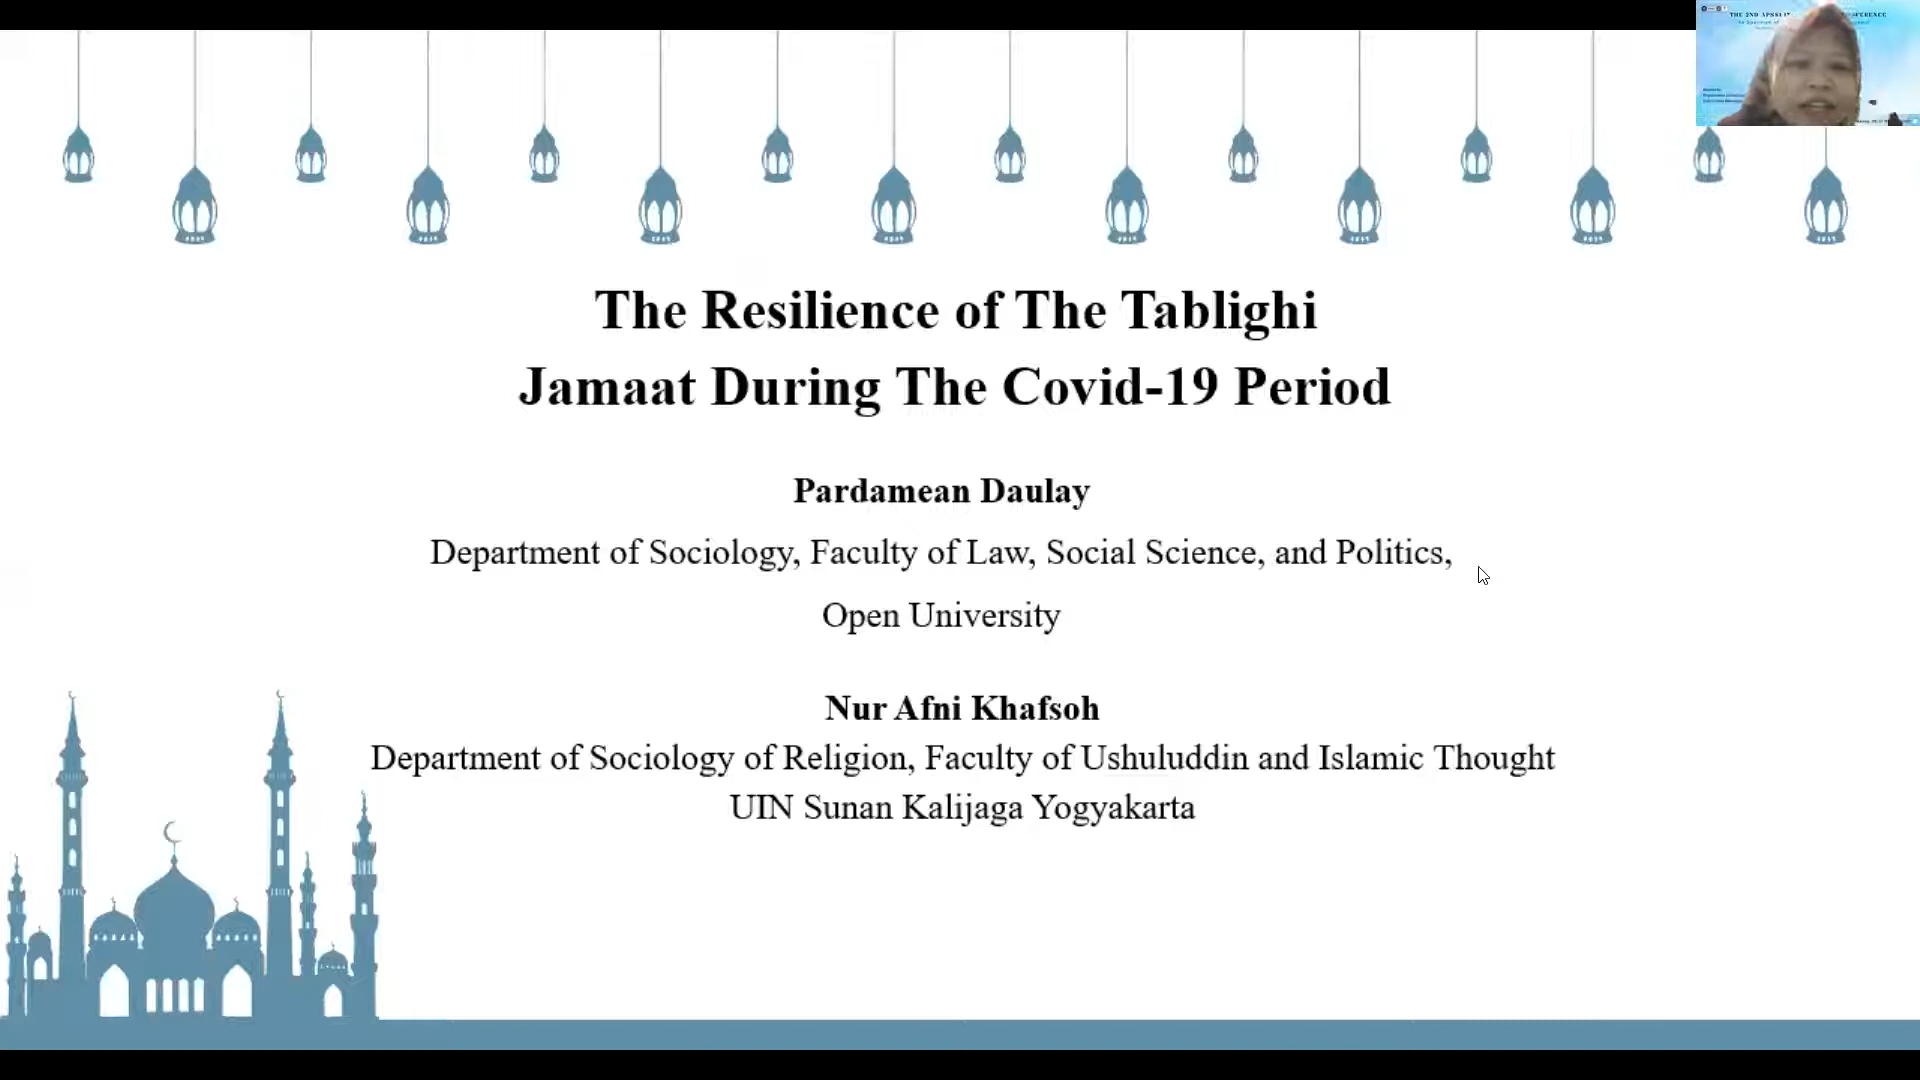 The Resilience of The Tablighi
Jamaat During The Covid-19 Period
Pardamean Daulay
Department of Sociology, Faculty of Law, Social Science, and Politics,
Open University
Nur Afni Khafsoh
Department of Sociology of Religion, Faculty of Ushuluddin and Islamic Thought
UIN Sunan Kalijaga Yogyakarta
THE 2ND